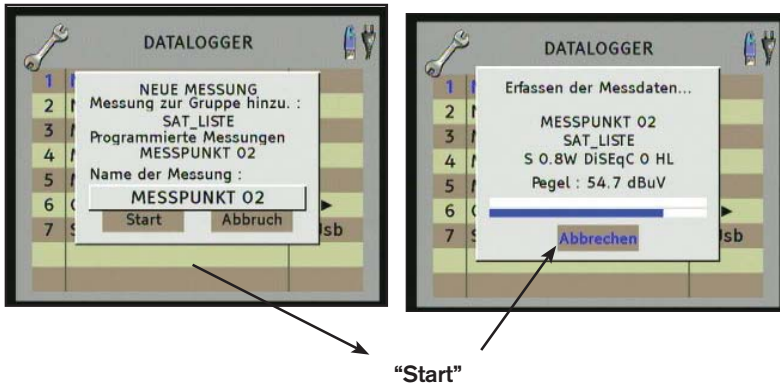 DATALOGGER
1
2
3
4
5
6
7
NEUE MESSUNG
Messung zur Gruppe hinzu. :
SAT_LISTE
Programmierte Messungen
MESSPUNKT 02
Name der Messung :
MESSPUNKT 02
Start Abbruch
DATALOGGER
1
2
3
4
5
6
7
Erfassen der Messdaten...
MESSPUNKT 02
SAT_LISTE
S 0.8W DiSEqC 0 HL
Pegel : 54.7 dBuV
Abbrechen
“Start”